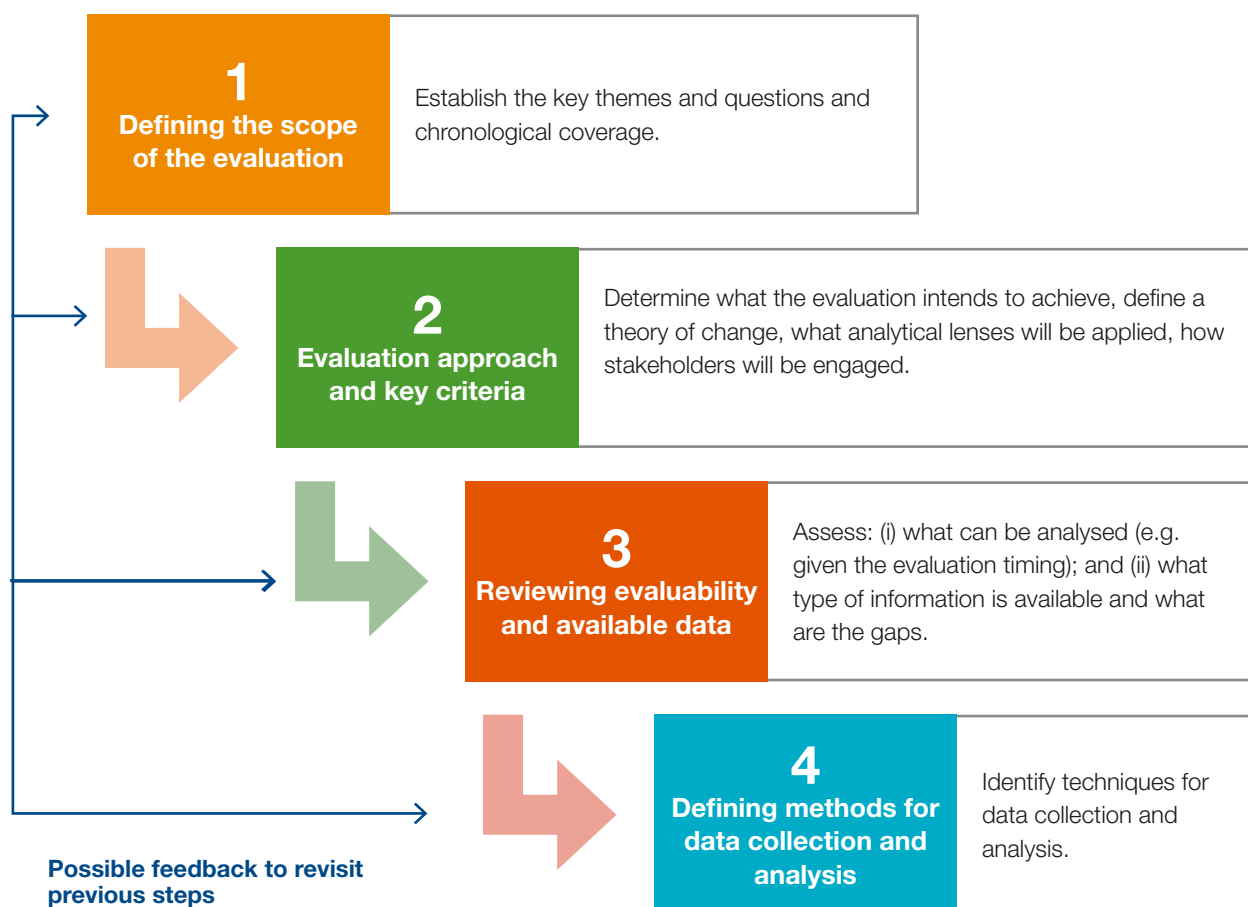 1
Defining the scope
of the evaluation
Establish the key themes and questions and
chronological coverage.
2
Evaluation approach
and key criteria
Determine what the evaluation intends to achieve, define a
theory of change, what analytical lenses will be applied, how
stakeholders will be engaged.
3
Reviewing evaluability
and available data
Assess: (i) what can be analysed (e.g.
given the evaluation timing); and (ii) what
type of information is available and what
are the gaps.
4
Defining methods for
data collection and
analysis
Identify techniques for
data collection and
analysis.
Possible feedback to revisit
previous steps